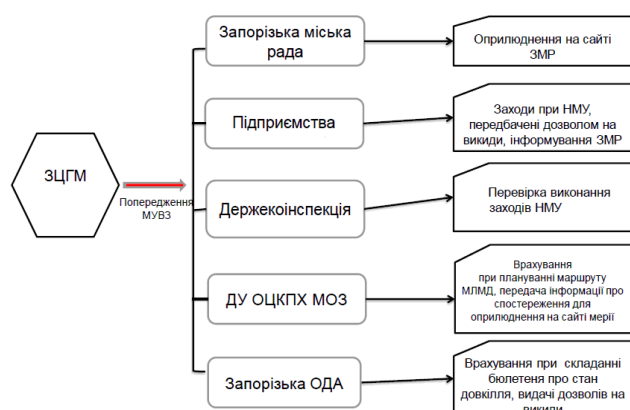 ЗЦГМ
Попередження
МУВЗ
Запорізька міська
рада
Оприлюднення на сайті
ЗМР
Підприємства
Заходи при НМУ,
передбачені дозволом на
викиди, інформування ЗМР
Держекоінспекція
Перевірка виконання
заходів НМУ
ДУ ОЦКПХ МОЗ
Врахування
при плануванні маршруту
МЛМД, передача інформації про
спостереження для
оприлюднення на сайті мерії
Запорізька ОДА
Врахування при складанні
бюлетеня про стан
довкілля, видачі дозволів на
викиди